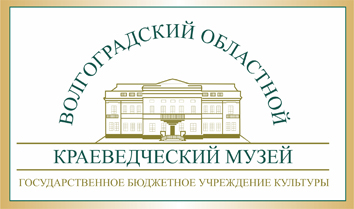 ВОЛГОГРАДСКИЙ ОБЛАСТНОЙ
КРАЕВЕДЧЕСКИЙ МУЗЕЙ
ГОСУДАРСТВЕННОЕ БЮДЖЕТНОЕ УЧРЕЖДЕНИЕ КУЛЬТУРЫ